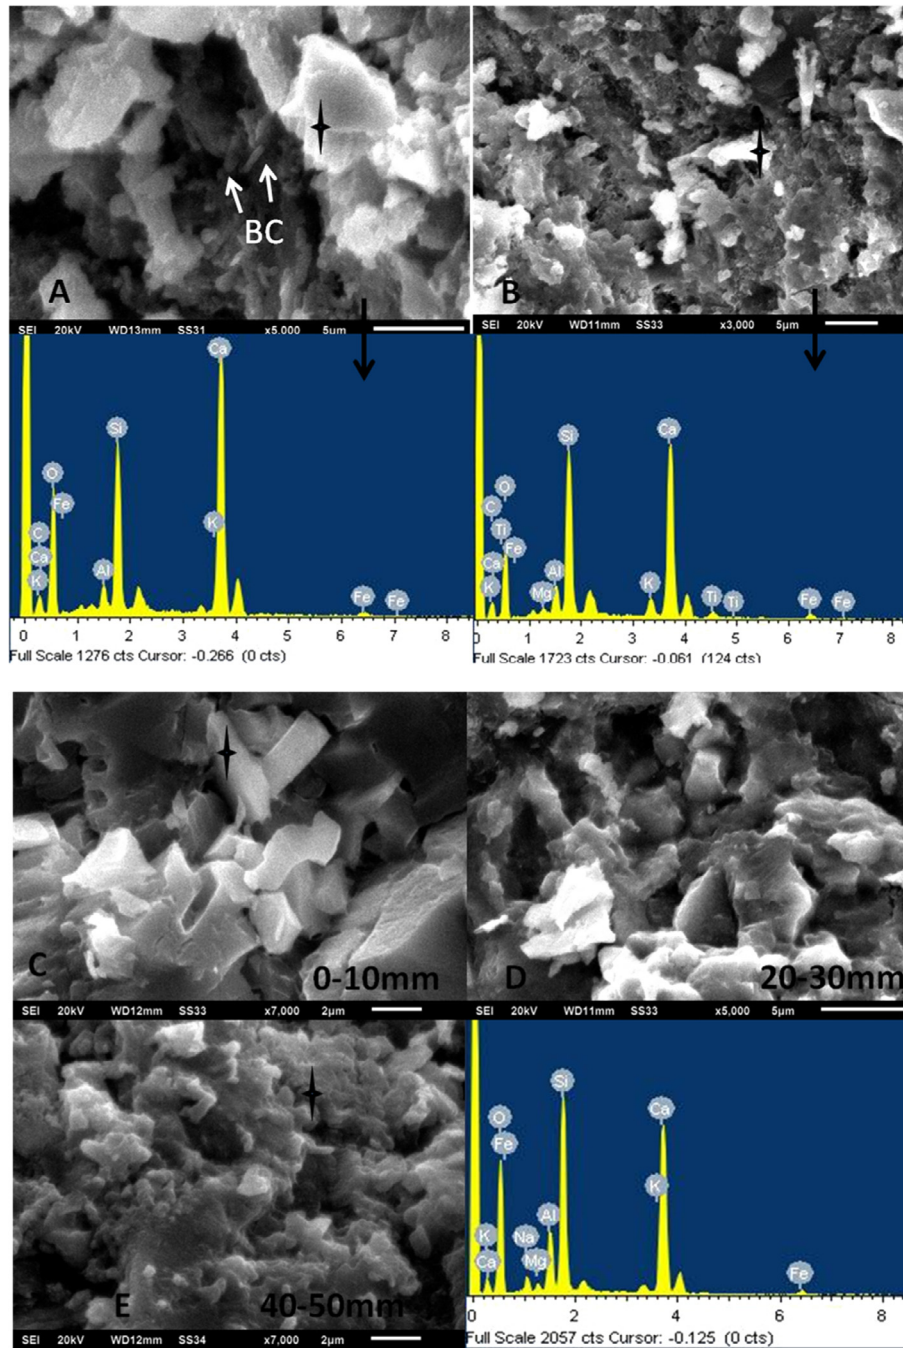 BC
A
B
SEI 20kV WD13mm SS31 x5,000 5µm
SEI 20kV WD11mm SS33 x3,000 5µm
Ca
Si
O
Fe
K
C
Ca
K
Al
Fe
Fe
0 1 2 3 4 5 6 7 8
Full Scale 1276 cts Cursor: -0.266 (0 cts)
Si
Ca
O
C
Ti
Fe
Ca
Al
K
K
Mg
Ti
Ti
Fe
Fe
0 1 2 3 4 5 6 7 8
Full Scale 1723 cts Cursor: -0.061 (124 cts)
C
0-10mm
D
20-30mm
SEI 20kV WD12mm SS33 x7,000 2µm
SEI 20kV WD11mm SS33 x5,000 5µm
E
40-50mm
SEI 20kV WD12mm SS34 x7,000 2µm
Si
Ca
O
Fe
K
Al
K
Na
Ca
Mg
Fe
0 2 4 6 8
Full Scale 2057 cts Cursor: -0.125 (0 cts)